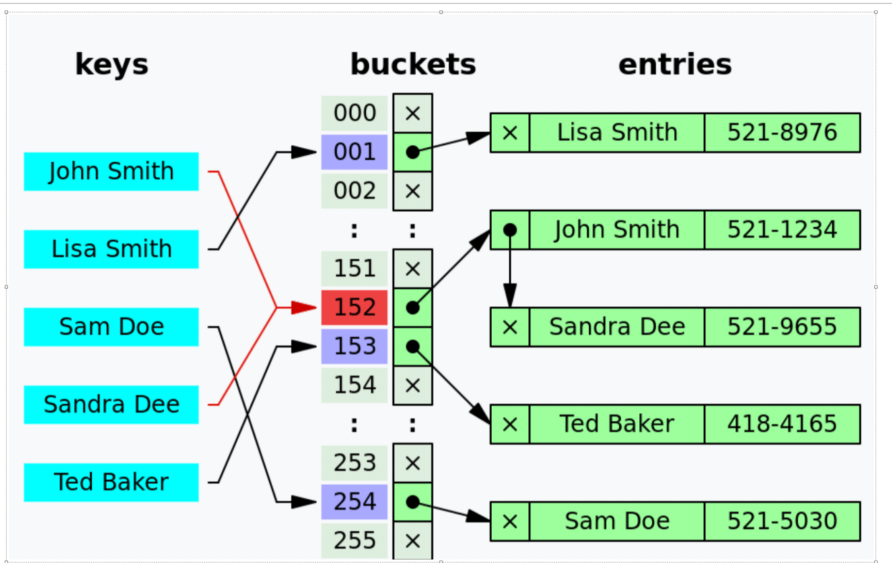 keys
buckets
entries
John Smith
Lisa Smith
Sam Doe
Sandra Dee
Ted Baker
000 ×
001
002 ×
: :
151 ×
152
153
154 ×
: :
253 ×
254
255 ×
× Lisa Smith 521-8976
John Smith 521-1234
× Sandra Dee 521-9655
× Ted Baker 418-4165
× Sam Doe 521-5030